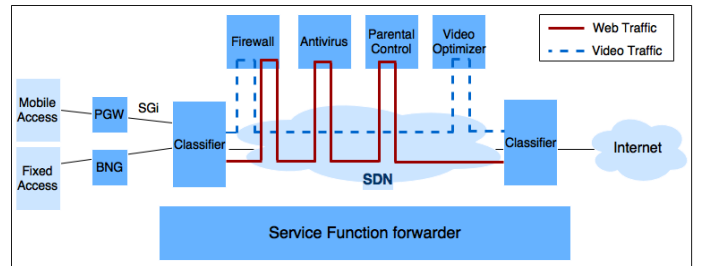 Firewall
Antivirus
Parental
Control
Video
Optimizer
Web Traffic
Video Traffic
Mobile
Access
PGW
SGi
Classifier
Fixed
Access
BNG
Classifier
Internet
SDN
Service Function forwarder